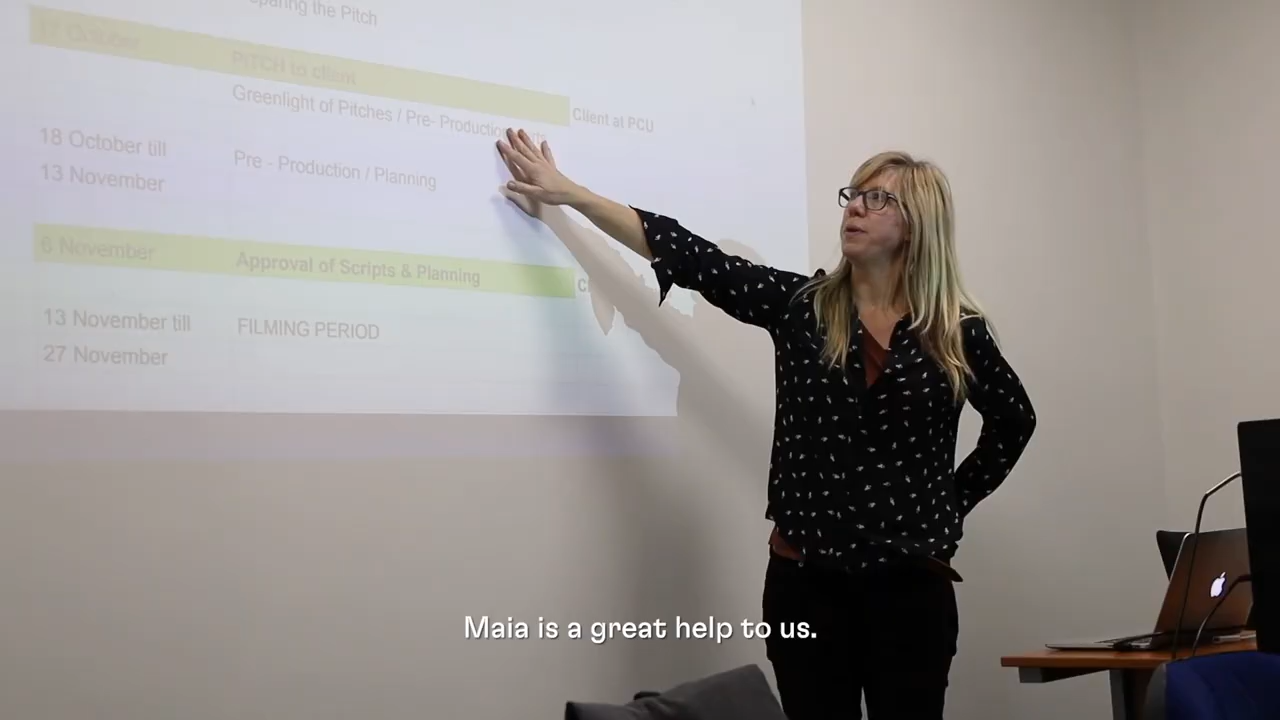 paring the Pitch
October
PITCH to client
Greenlight of Pitches / Pre- Production
Client at PCU
18 October till
13 November
Pre - Production / Planning
6 November
Approval of Scripts & Planning
C
13 November till
27 November
FILMING PERIOD
Maia is a great help to us.